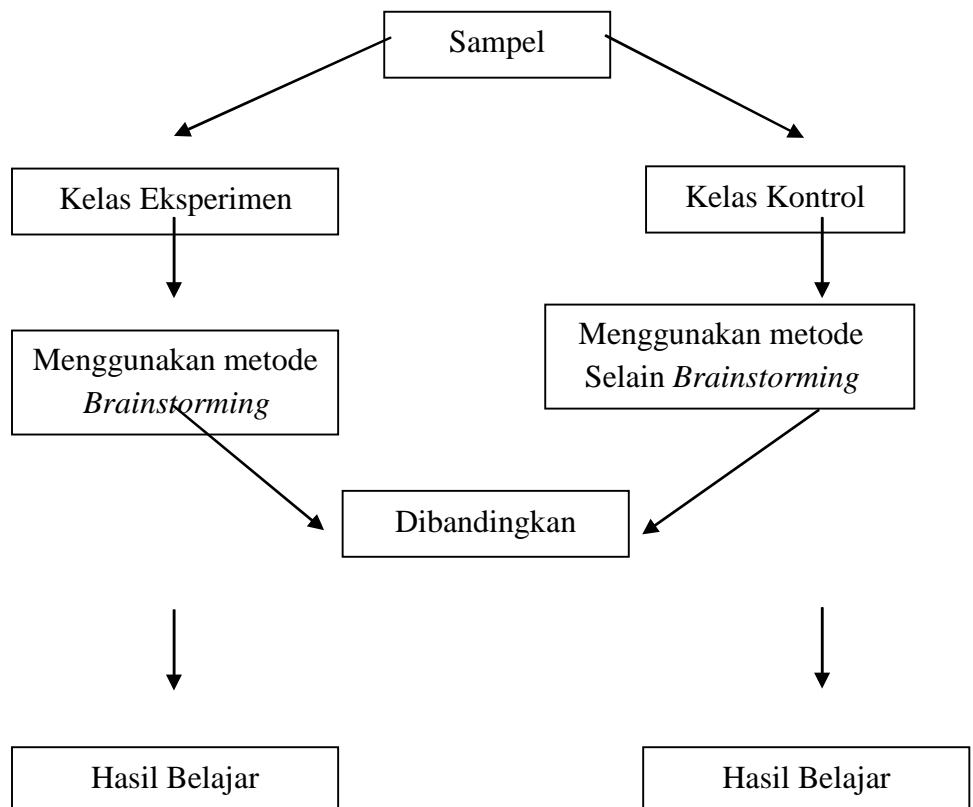 Sampel
Kelas Eksperimen
Kelas Kontrol
Menggunakan metode
Brainstorming
Menggunakan metode
Selain Brainstorming
Dibandingkan
Hasil Belajar
Hasil Belajar